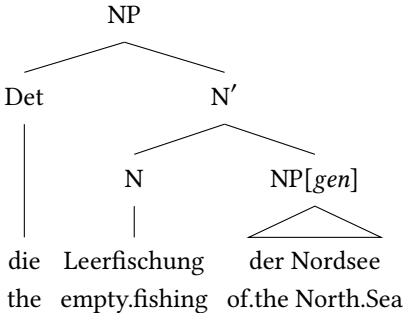 NP
Det N′
N NP[gen]
die Leerfischung der Nordsee
the empty.fishing of.the North.Sea